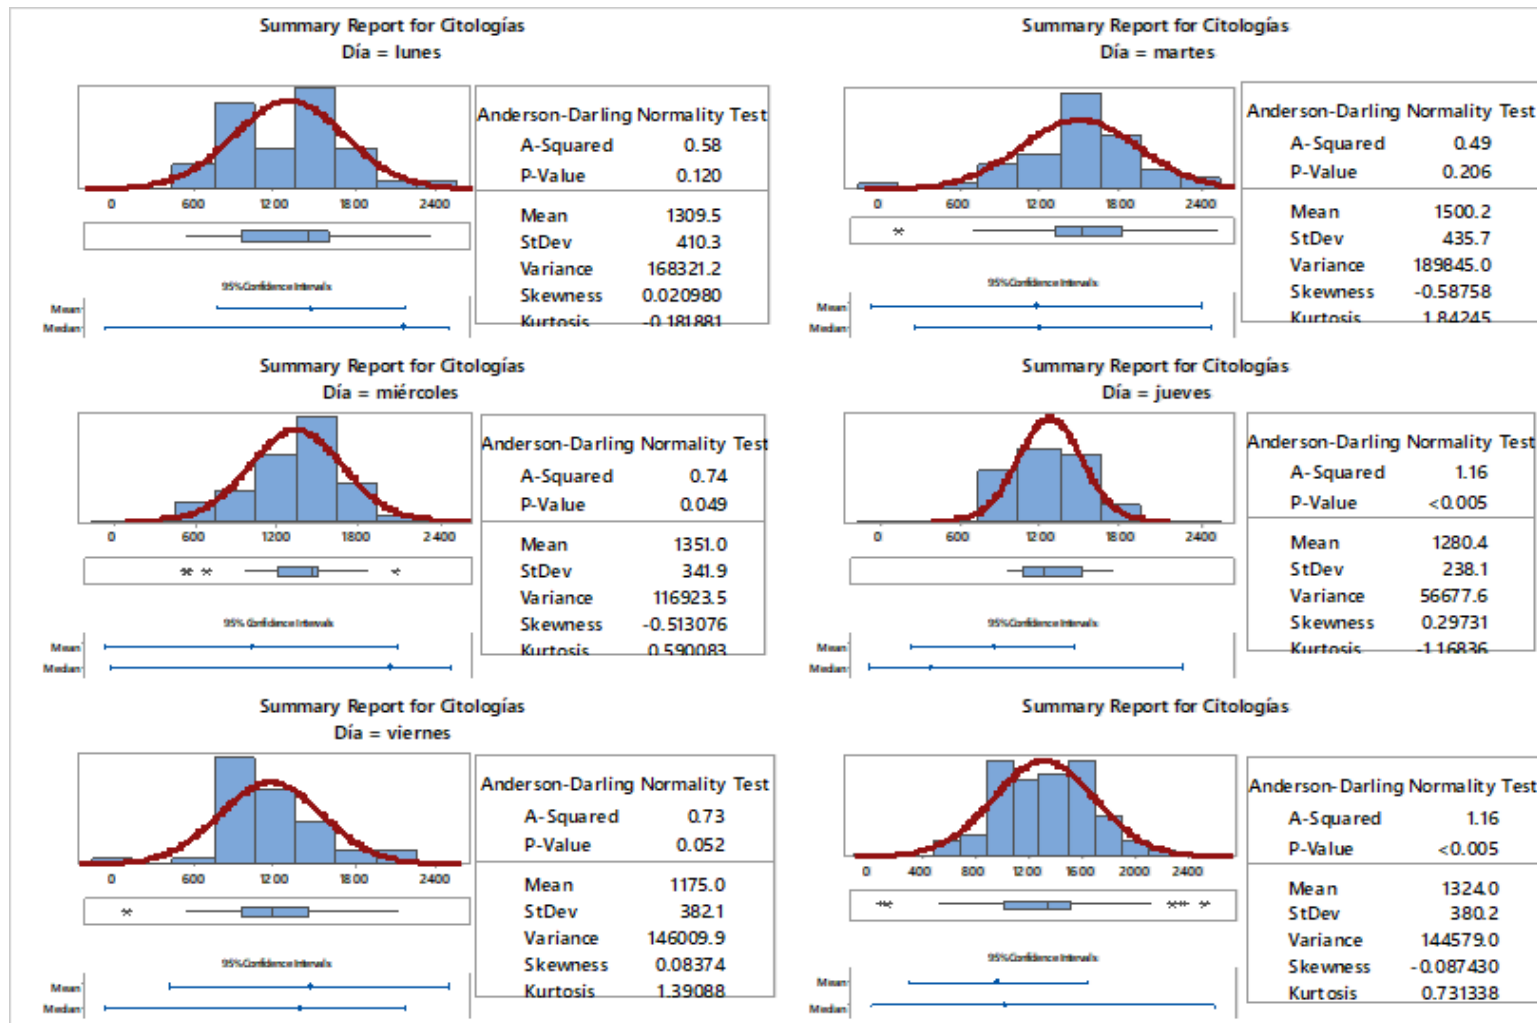 Summary Report for Citologías
Día = lunes
Anderson-Darling Normality Test
A-Squared 0.58
P-Value 0.120
Mean 1309.5
StDev 410.3
Variance 168321.2
Skewness 0.020980
Kurtosis -0.181881
0 600 1200 1800 2400
95% Confidence Intervals
Mean
Median
Summary Report for Citologías
Día = martes
Anderson-Darling Normality Test
A-Squared 0.49
P-Value 0.206
Mean 1500.2
StDev 435.7
Variance 189845.0
Skewness -0.58758
Kurtosis 1.84245
0 600 1200 1800 2400
95% Confidence Intervals
Mean
Median
Summary Report for Citologías
Día = miércoles
Anderson-Darling Normality Test
A-Squared 0.74
P-Value 0.049
Mean 1351.0
StDev 341.9
Variance 116923.5
Skewness -0.513076
Kurtosis 0.590083
0 600 1200 1800 2400
95% Confidence Intervals
Mean
Median
Summary Report for Citologías
Día = jueves
Anderson-Darling Normality Test
A-Squared 1.16
P-Value <0.005
Mean 1280.4
StDev 238.1
Variance 56677.6
Skewness 0.29731
Kurtosis -1.16836
0 600 1200 1800 2400
95% Confidence Intervals
Mean
Median
Summary Report for Citologías
Día = viernes
Anderson-Darling Normality Test
A-Squared 0.73
P-Value 0.052
Mean 1175.0
StDev 382.1
Variance 146009.9
Skewness 0.08374
Kurtosis 1.39088
0 600 1200 1800 2400
95% Confidence Intervals
Mean
Median
Summary Report for Citologías
Anderson-Darling Normality Test
A-Squared 1.16
P-Value <0.005
Mean 1324.0
StDev 380.2
Variance 144579.0
Skewness -0.087430
Kurtosis 0.731338
0 400 800 1200 1600 2000 2400
95% Confidence Intervals
Mean
Median